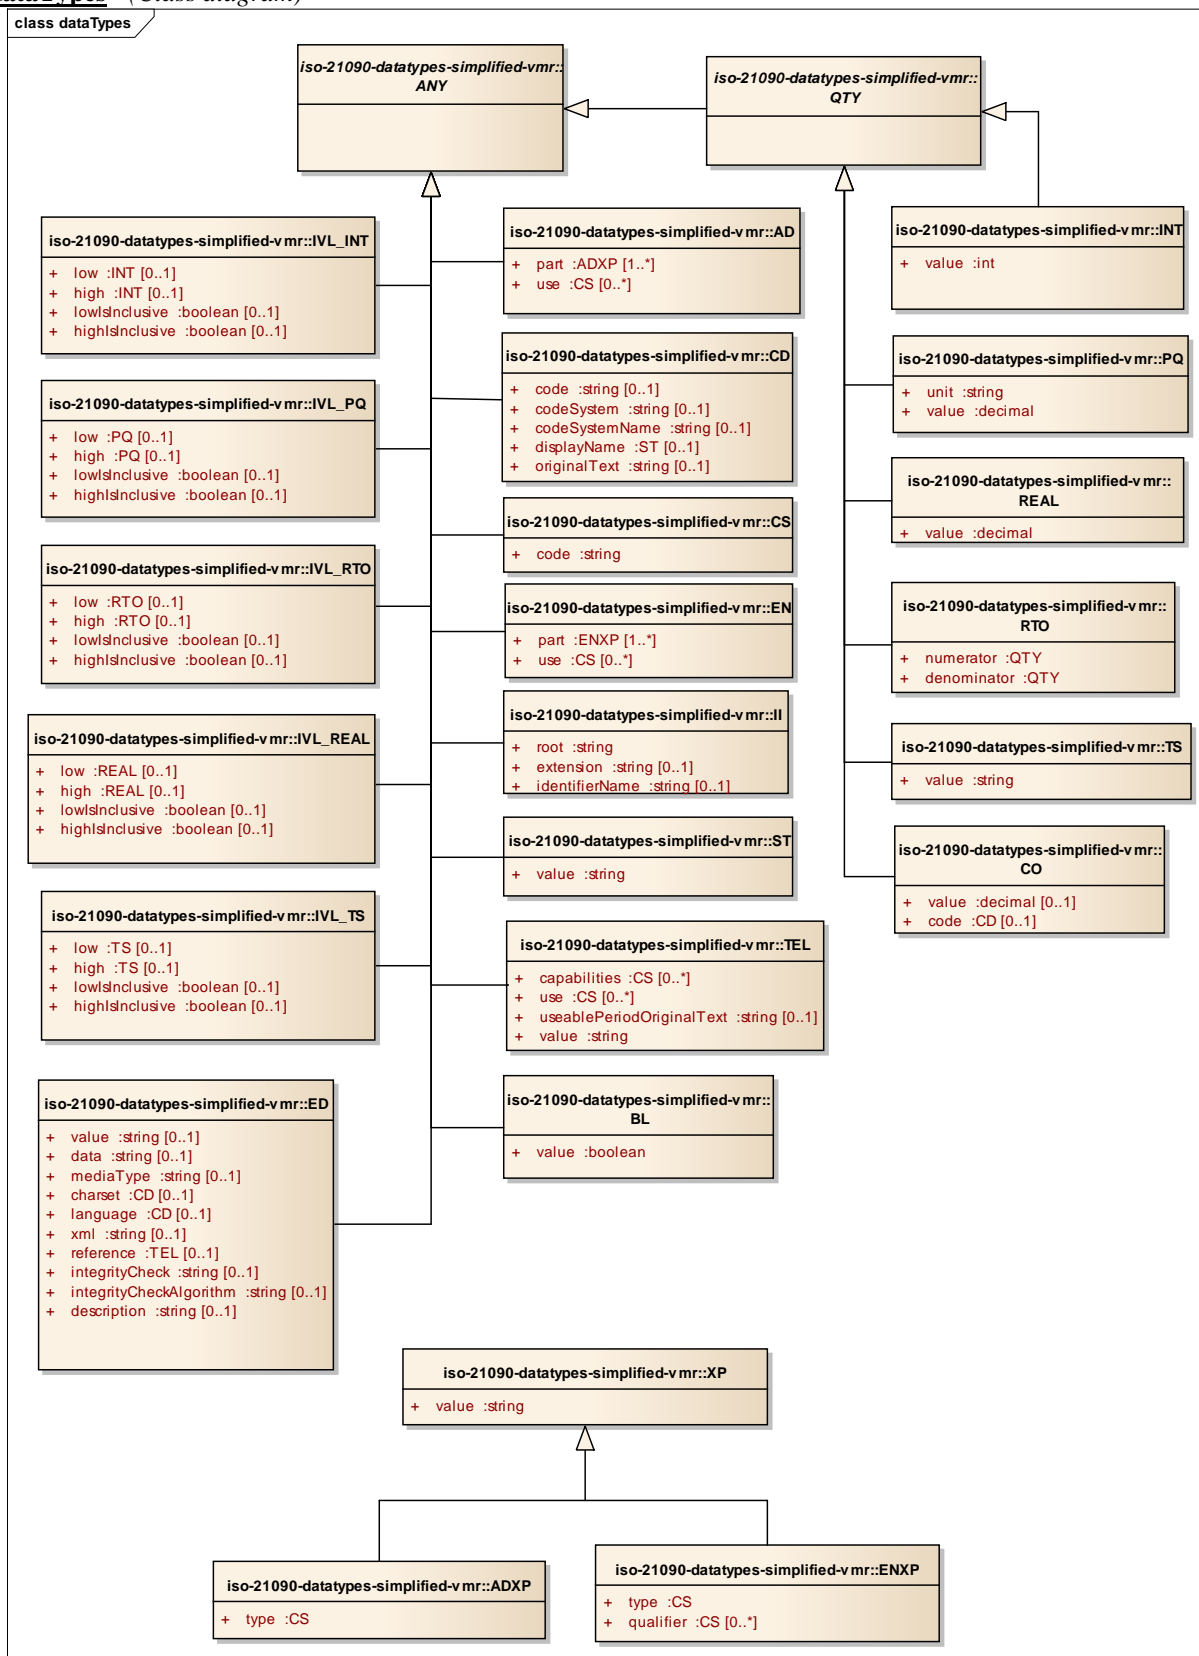 dataTypes (Class diagram)
class dataTypes
iso-21090-datatypes-simplified-vmr::
ANY
iso-21090-datatypes-simplified-vmr::
QTY
iso-21090-datatypes-simplified-vmr::IVL_INT
+ low :INT [0..1]
+ high :INT [0..1]
+ lowIsInclusive :boolean [0..1]
+ highIsInclusive :boolean [0..1]
iso-21090-datatypes-simplified-vmr::AD
+ part :ADXP [1..*]
+ use :CS [0..*]
iso-21090-datatypes-simplified-vmr::INT
+ value :int
iso-21090-datatypes-simplified-vmr::CD
+ code :string [0..1]
+ codeSystem :string [0..1]
+ codeSystemName :string [0..1]
+ displayName :ST [0..1]
+ originalText :string [0..1]
iso-21090-datatypes-simplified-vmr::PQ
+ unit :string
+ value :decimal
iso-21090-datatypes-simplified-vmr::IVL_PQ
+ low :PQ [0..1]
+ high :PQ [0..1]
+ lowIsInclusive :boolean [0..1]
+ highIsInclusive :boolean [0..1]
iso-21090-datatypes-simplified-vmr::
REAL
+ value :decimal
iso-21090-datatypes-simplified-vmr::CS
+ code :string
iso-21090-datatypes-simplified-vmr::IVL_RTO
+ low :RTO [0..1]
+ high :RTO [0..1]
+ lowIsInclusive :boolean [0..1]
+ highIsInclusive :boolean [0..1]
iso-21090-datatypes-simplified-vmr::EN
+ part :ENXP [1..*]
+ use :CS [0..*]
iso-21090-datatypes-simplified-vmr::
RTO
+ numerator :QTY
+ denominator :QTY
iso-21090-datatypes-simplified-vmr::II
+ root :string
+ extension :string [0..1]
+ identifierName :string [0..1]
iso-21090-datatypes-simplified-vmr::IVL_REAL
+ low :REAL [0..1]
+ high :REAL [0..1]
+ lowIsInclusive :boolean [0..1]
+ highIsInclusive :boolean [0..1]
iso-21090-datatypes-simplified-vmr::TS
+ value :string
iso-21090-datatypes-simplified-vmr::ST
+ value :string
iso-21090-datatypes-simplified-vmr::
CO
+ value :decimal [0..1]
+ code :CD [0..1]
iso-21090-datatypes-simplified-vmr::IVL_TS
+ low :TS [0..1]
+ high :TS [0..1]
+ lowIsInclusive :boolean [0..1]
+ highIsInclusive :boolean [0..1]
iso-21090-datatypes-simplified-vmr::TEL
+ capabilities :CS [0..*]
+ use :CS [0..*]
+ useablePeriodOriginalText :string [0..1]
+ value :string
iso-21090-datatypes-simplified-vmr::ED
+ value :string [0..1]
+ data :string [0..1]
+ mediaType :string [0..1]
+ charset :CD [0..1]
+ language :CD [0..1]
+ xml :string [0..1]
+ reference :TEL [0..1]
+ integrityCheck :string [0..1]
+ integrityCheckAlgorithm :string [0..1]
+ description :string [0..1]
iso-21090-datatypes-simplified-vmr::
BL
+ value :boolean
iso-21090-datatypes-simplified-vmr::XP
+ value :string
iso-21090-datatypes-simplified-vmr::ADXP
+ type :CS
iso-21090-datatypes-simplified-vmr::ENXP
+ type :CS
+ qualifier :CS [0..*]